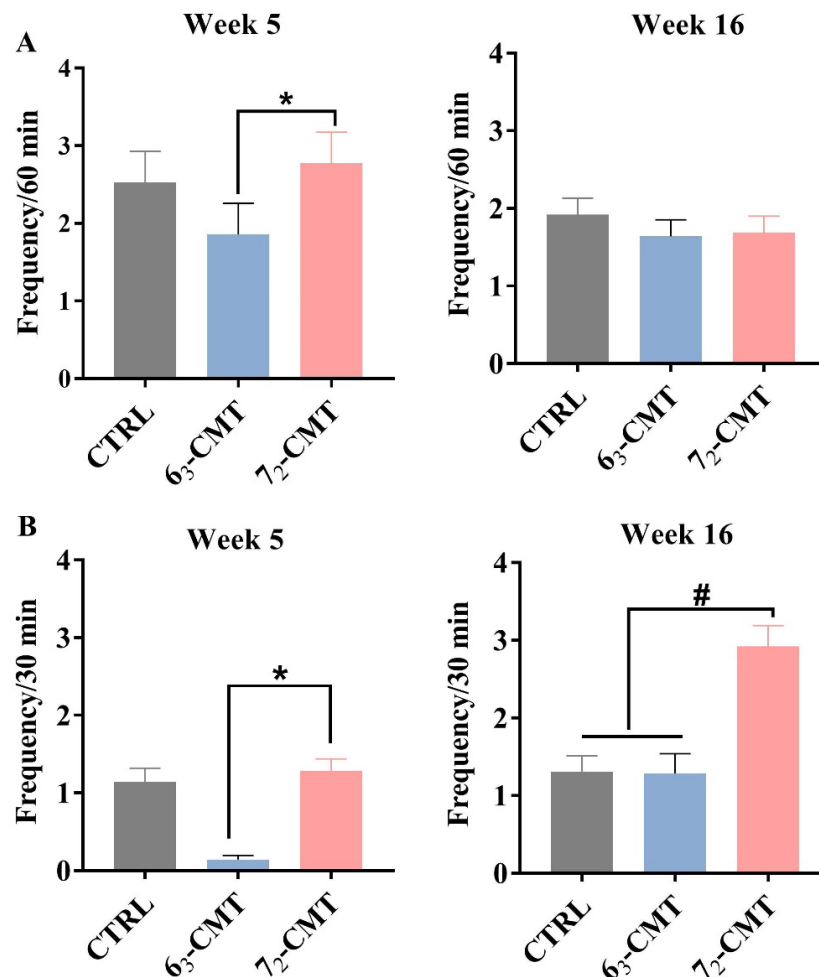 A
Week 5
Frequency/60 min
4
3
2
1
0
*
CTRL
6₃-CMT
7₂-CMT
Week 16
Frequency/60 min
4
3
2
1
0
CTRL
6₃-CMT
7₂-CMT
B
Week 5
Frequency/30 min
4
3
2
1
0
*
CTRL
6₃-CMT
7₂-CMT
Week 16
Frequency/30 min
4
3
2
1
0
#
CTRL
6₃-CMT
7₂-CMT